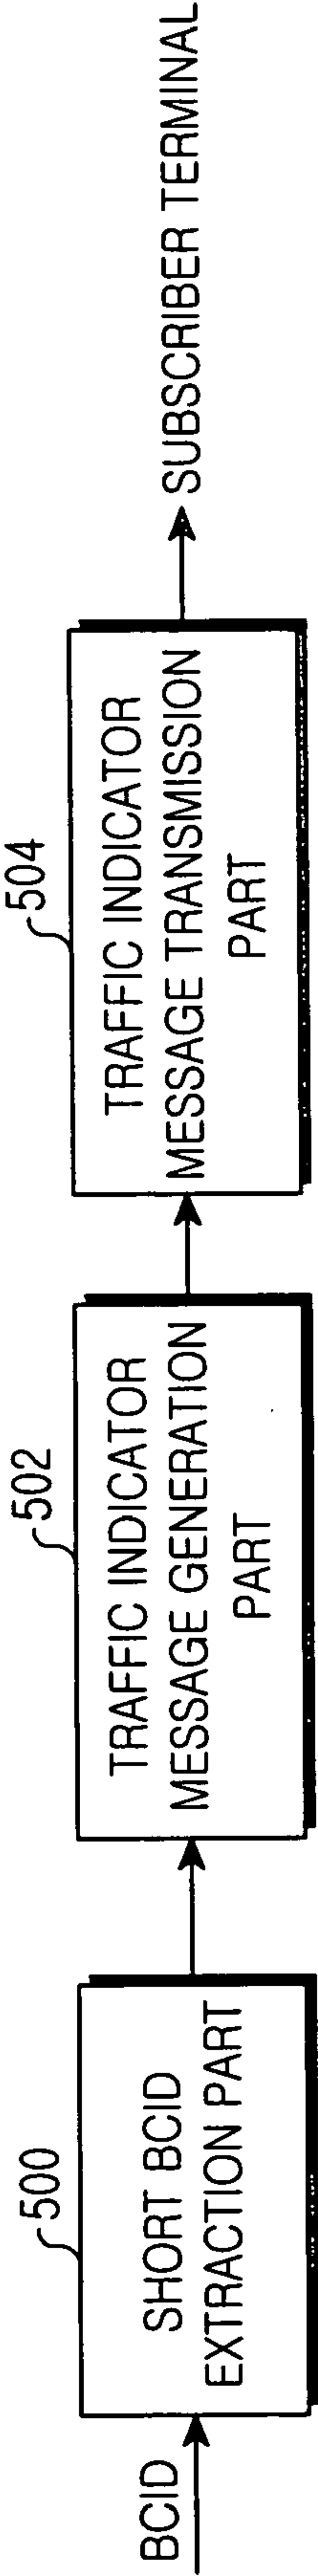 BCID
500
SHORT BCID
EXTRACTION PART
502
TRAFFIC INDICATOR
MESSAGE GENERATION
PART
504
TRAFFIC INDICATOR
MESSAGE TRANSMISSION
PART
SUBSCRIBER TERMINAL